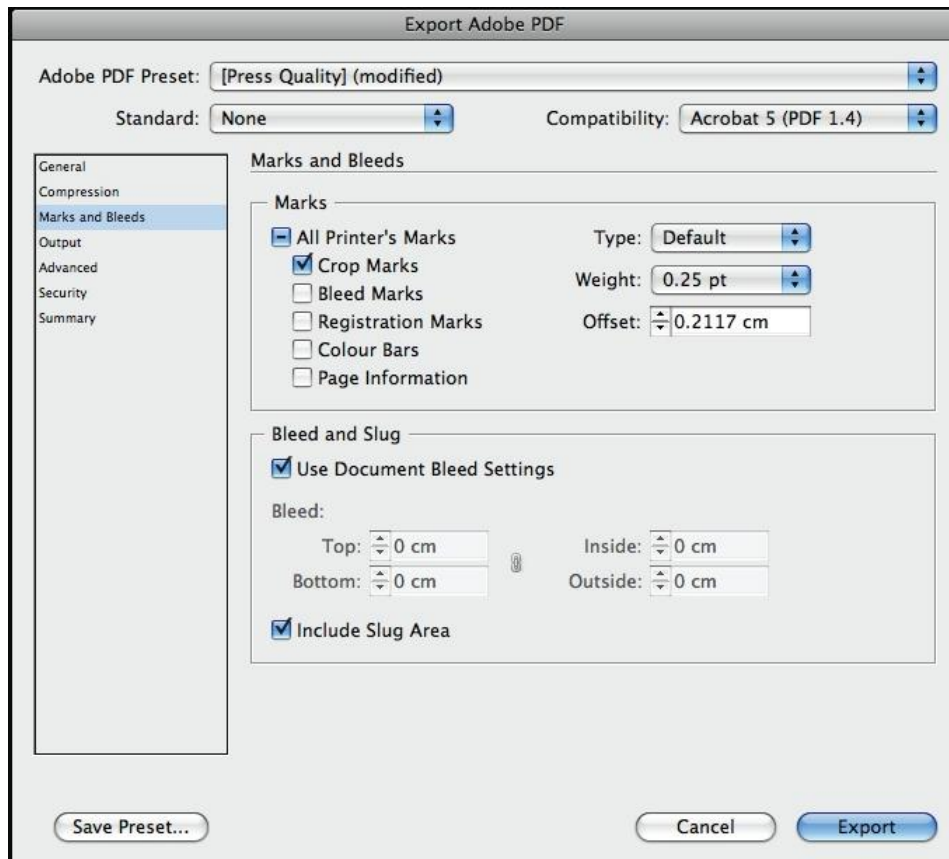 Export Adobe PDF
Adobe PDF Preset: [Press Quality] (modified)
Standard: None Compatibility: Acrobat 5 (PDF 1.4)
General
Compression
Marks and Bleeds
Output
Advanced
Security
Summary
Marks and Bleeds
Marks
All Printer's Marks
Crop Marks
Bleed Marks
Registration Marks
Colour Bars
Page Information
Type: Default
Weight: 0.25 pt
Offset: 0.2117 cm
Bleed and Slug
Use Document Bleed Settings
Bleed:
Top: 0 cm Inside: 0 cm
Bottom: 0 cm Outside: 0 cm
Include Slug Area
Save Preset... Cancel Export